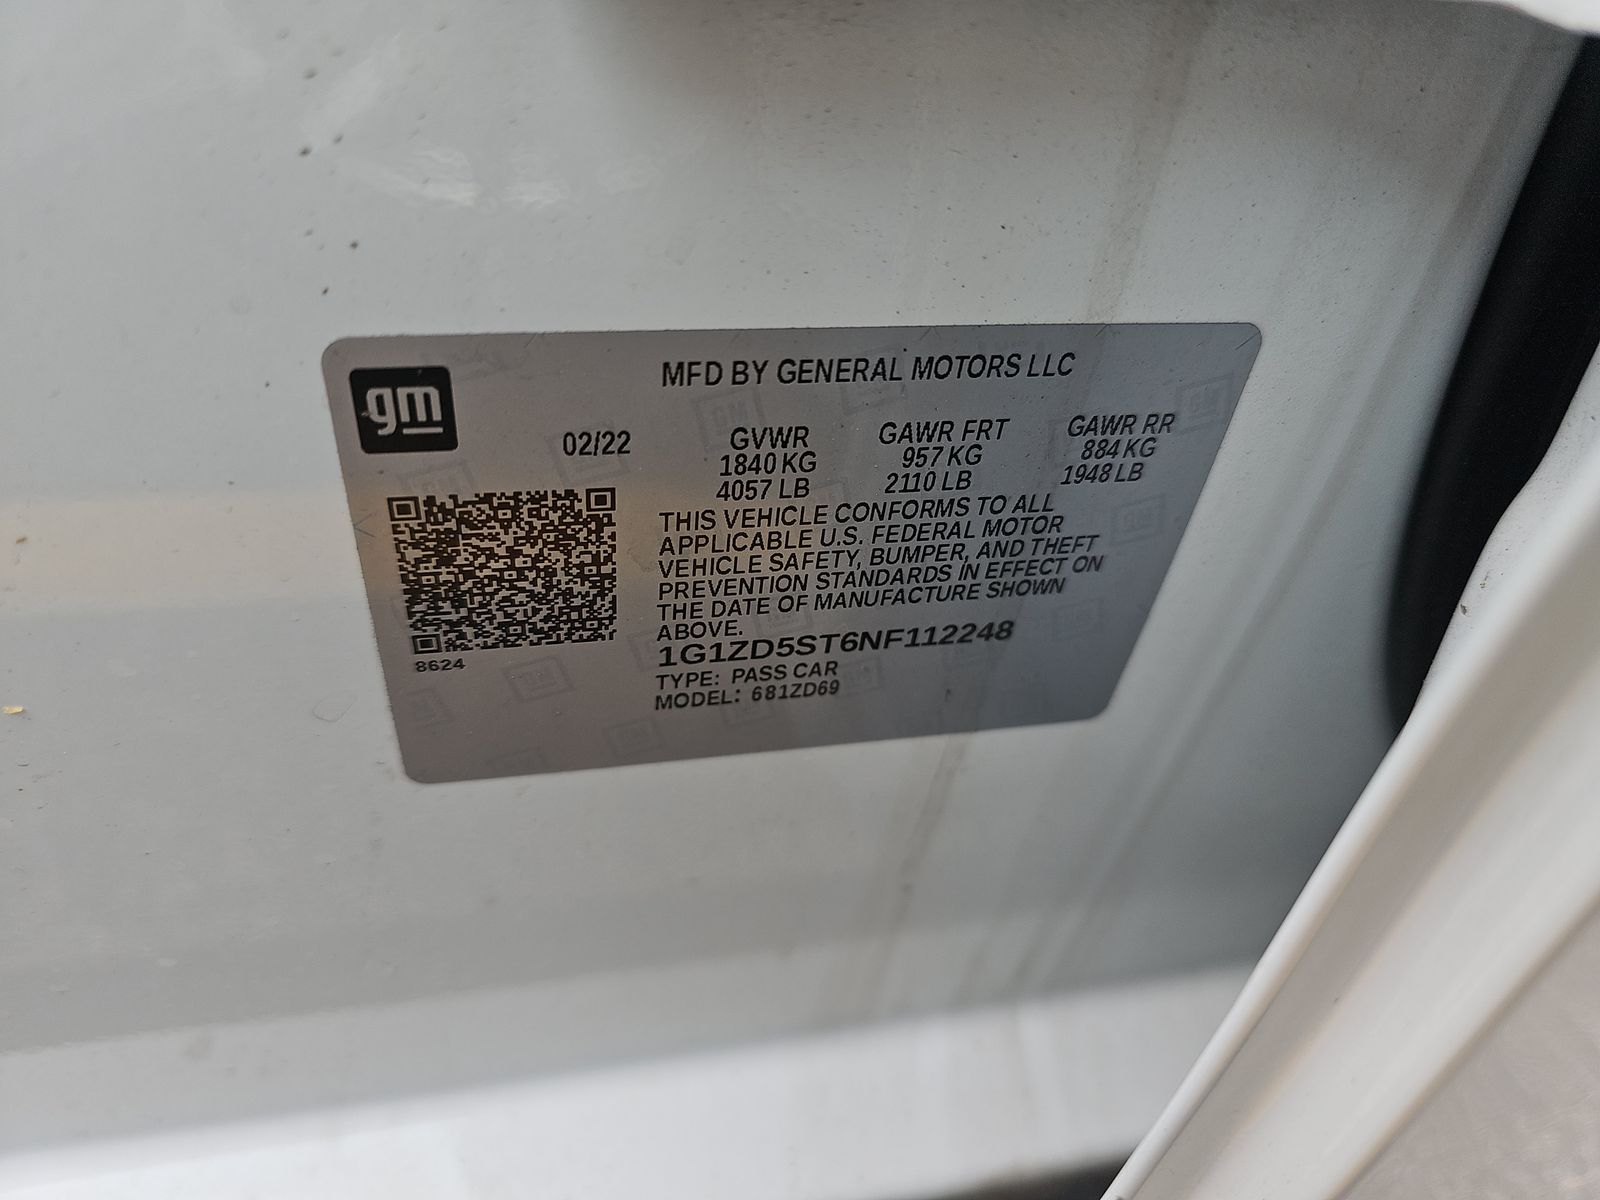 gm
MFD BY GENERAL MOTORS LLC
02/22
GVWR GAWR FRT GAWR RR
1840 KG 957 KG 884 KG
4057 LB 2110 LB 1948 LB
THIS VEHICLE CONFORMS TO ALL
APPLICABLE U.S. FEDERAL MOTOR
VEHICLE SAFETY, BUMPER, AND THEFT
PREVENTION STANDARDS IN EFFECT ON
THE DATE OF MANUFACTURE SHOWN
ABOVE.
1G1ZD5ST6NF112248
TYPE: PASS CAR
MODEL: 681ZD69
8624